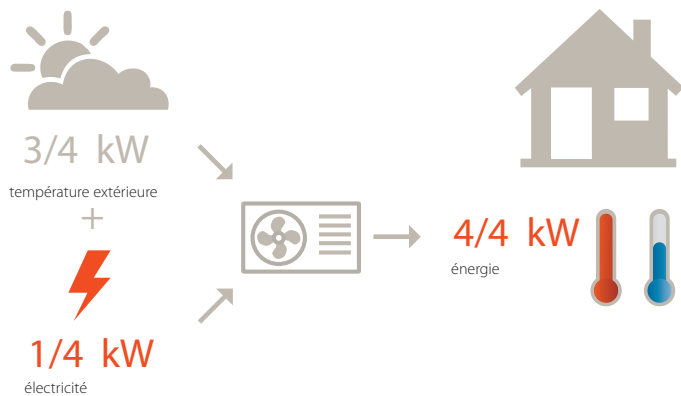 3/4 kW
température extérieure
+
1/4 kW
électricité
4/4 kW
énergie